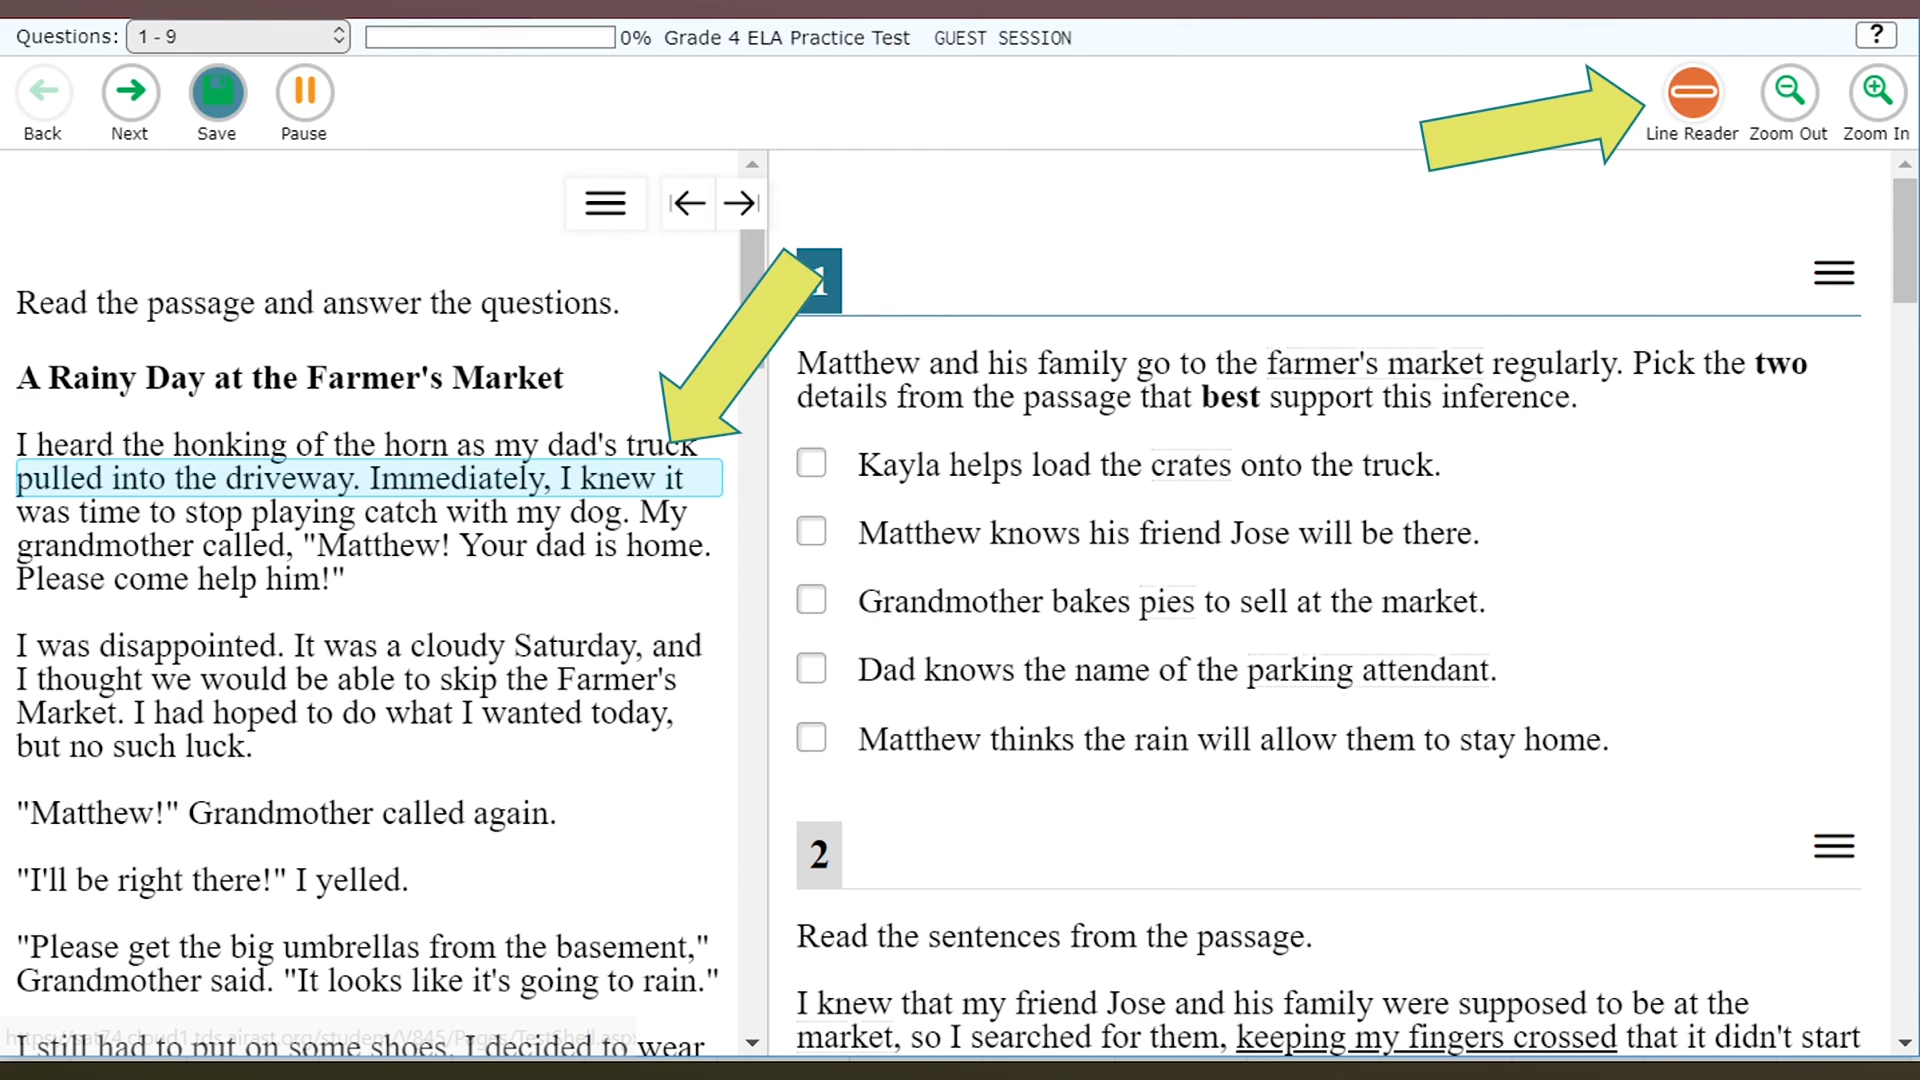 Questions: 1 - 9 0% Grade 4 ELA Practice Test GUEST SESSION ?
Back Next Save Pause Line Reader Zoom Out Zoom In
Read the passage and answer the questions.
A Rainy Day at the Farmer's Market
I heard the honking of the horn as my dad's truck
pulled into the driveway. Immediately, I knew it
was time to stop playing catch with my dog. My
grandmother called, "Matthew! Your dad is home.
Please come help him!"
I was disappointed. It was a cloudy Saturday, and
I thought we would be able to skip the Farmer's
Market. I had hoped to do what I wanted today,
but no such luck.
"Matthew!" Grandmother called again.
"I'll be right there!" I yelled.
"Please get the big umbrellas from the basement,"
Grandmother said. "It looks like it's going to rain."
I still had to put on some shoes. I decided to wear
https://sat74.cloud1.tds.airast.org/student/V845/Pages/TestShell.asp
1
Matthew and his family go to the farmer's market regularly. Pick the two
details from the passage that best support this inference.
Kayla helps load the crates onto the truck.
Matthew knows his friend Jose will be there.
Grandmother bakes pies to sell at the market.
Dad knows the name of the parking attendant.
Matthew thinks the rain will allow them to stay home.
2
Read the sentences from the passage.
I knew that my friend Jose and his family were supposed to be at the
market, so I searched for them, keeping my fingers crossed that it didn't start